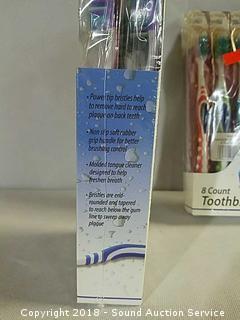 • Power tip bristles help
to remove hard to reach
plaque on back teeth
• Non slip soft rubber
grip handle for better
brushing control
• Molded tongue cleaner
designed to help
freshen breath
• Bristles are end-
rounded and tapered
to reach below the gum
line to sweep away
plaque
8 Count
Toothb
Copyright 2018 - Sound Auction Service